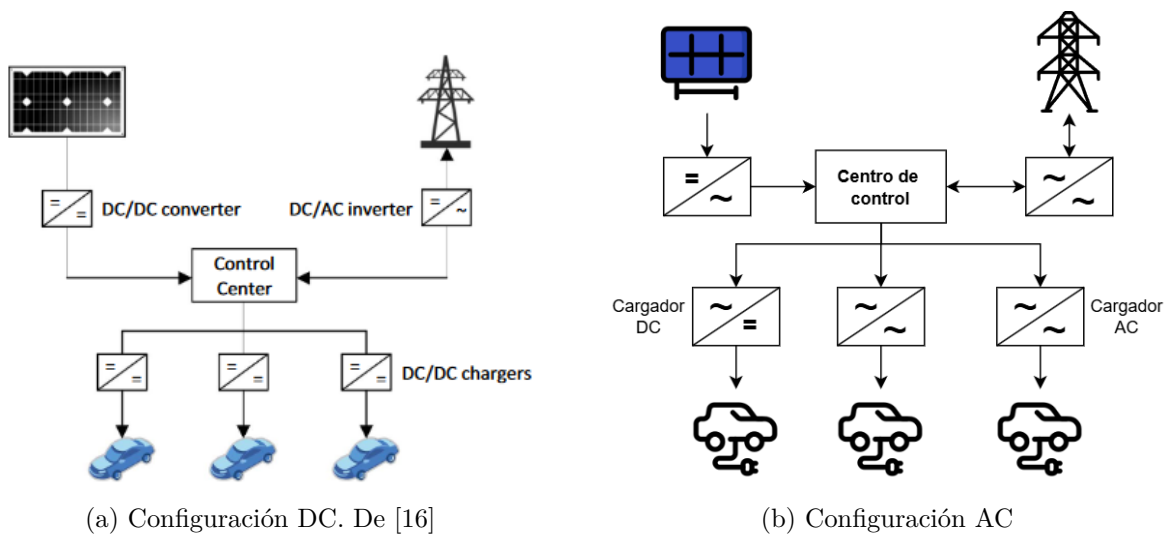 DC/DC converter
DC/AC inverter
Control
Center
DC/DC chargers
(a) Configuración DC. De [16]
Centro de
control
Cargador
DC
Cargador
AC
(b) Configuración AC